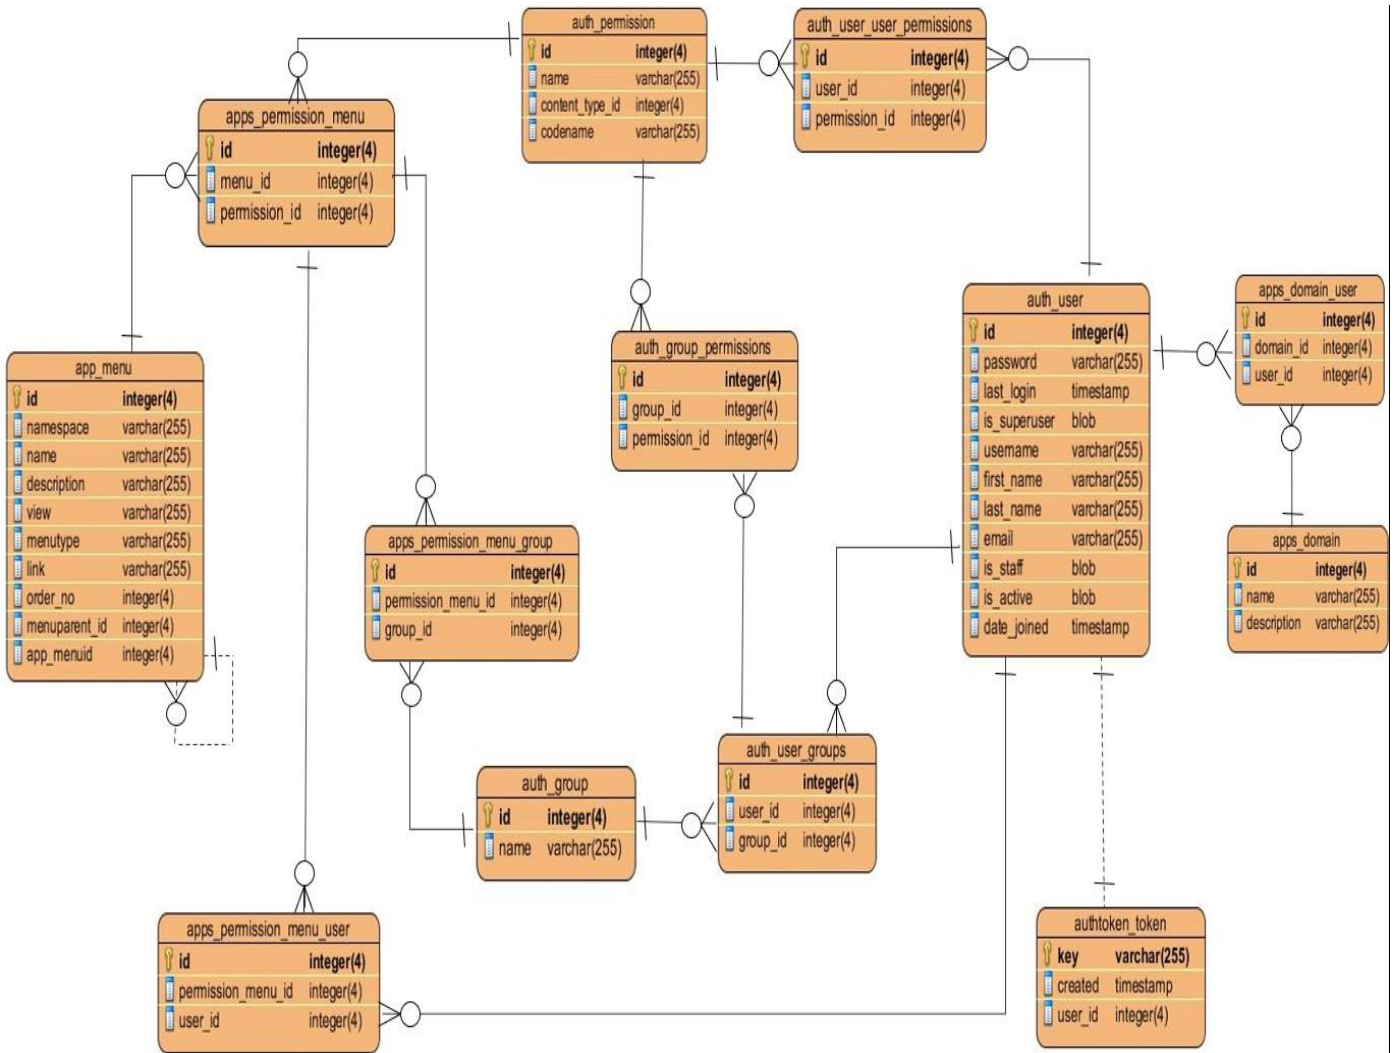 auth_permission
id integer(4)
name varchar(255)
content_type_id integer(4)
codename varchar(255)
auth_user_user_permissions
id integer(4)
user_id integer(4)
permission_id integer(4)
apps_permission_menu
id integer(4)
menu_id integer(4)
permission_id integer(4)
auth_user
id integer(4)
password varchar(255)
last_login timestamp
is_superuser blob
username varchar(255)
first_name varchar(255)
last_name varchar(255)
email varchar(255)
is_staff blob
is_active blob
date_joined timestamp
apps_domain_user
id integer(4)
domain_id integer(4)
user_id integer(4)
auth_group_permissions
id integer(4)
group_id integer(4)
permission_id integer(4)
app_menu
id integer(4)
namespace varchar(255)
name varchar(255)
description varchar(255)
view varchar(255)
menutype varchar(255)
link varchar(255)
order_no integer(4)
menuparent_id integer(4)
app_menuid integer(4)
apps_permission_menu_group
id integer(4)
permission_menu_id integer(4)
group_id integer(4)
apps_domain
id integer(4)
name varchar(255)
description varchar(255)
auth_user_groups
id integer(4)
user_id integer(4)
group_id integer(4)
auth_group
id integer(4)
name varchar(255)
apps_permission_menu_user
id integer(4)
permission_menu_id integer(4)
user_id integer(4)
authtoken_token
key varchar(255)
created timestamp
user_id integer(4)